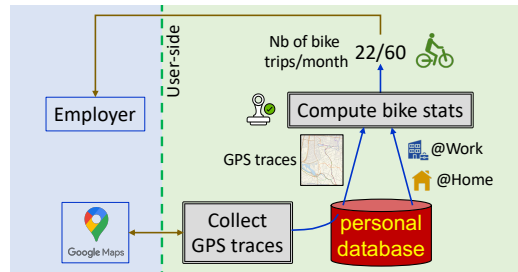 Nb of bike
trips/month
22/60
User-side
Employer
Compute bike stats
GPS traces
@Work
@Home
Google Maps
Collect
GPS traces
personal
database